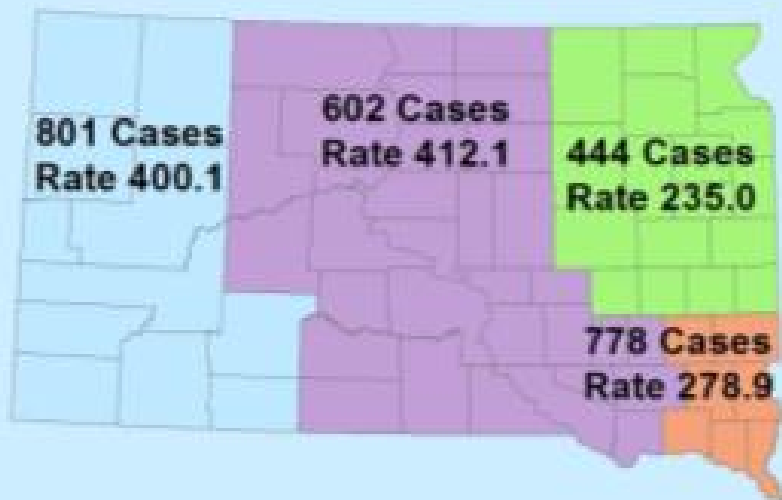 801 Cases
Rate 400.1
602 Cases
Rate 412.1
444 Cases
Rate 235.0
778 Cases
Rate 278.9